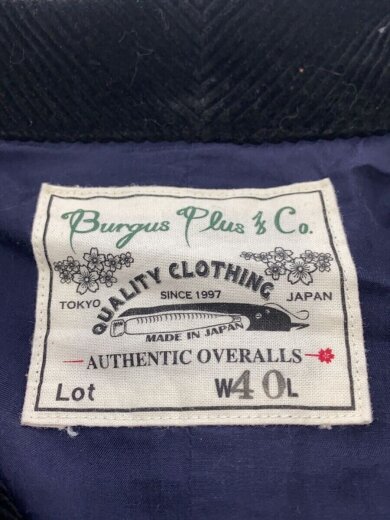 Burgus Plus & Co.
QUALITY CLOTHING
TOKYO
SINCE 1997
JAPAN
MADE IN JAPAN
AUTHENTIC OVERALLS
Lot
W40L